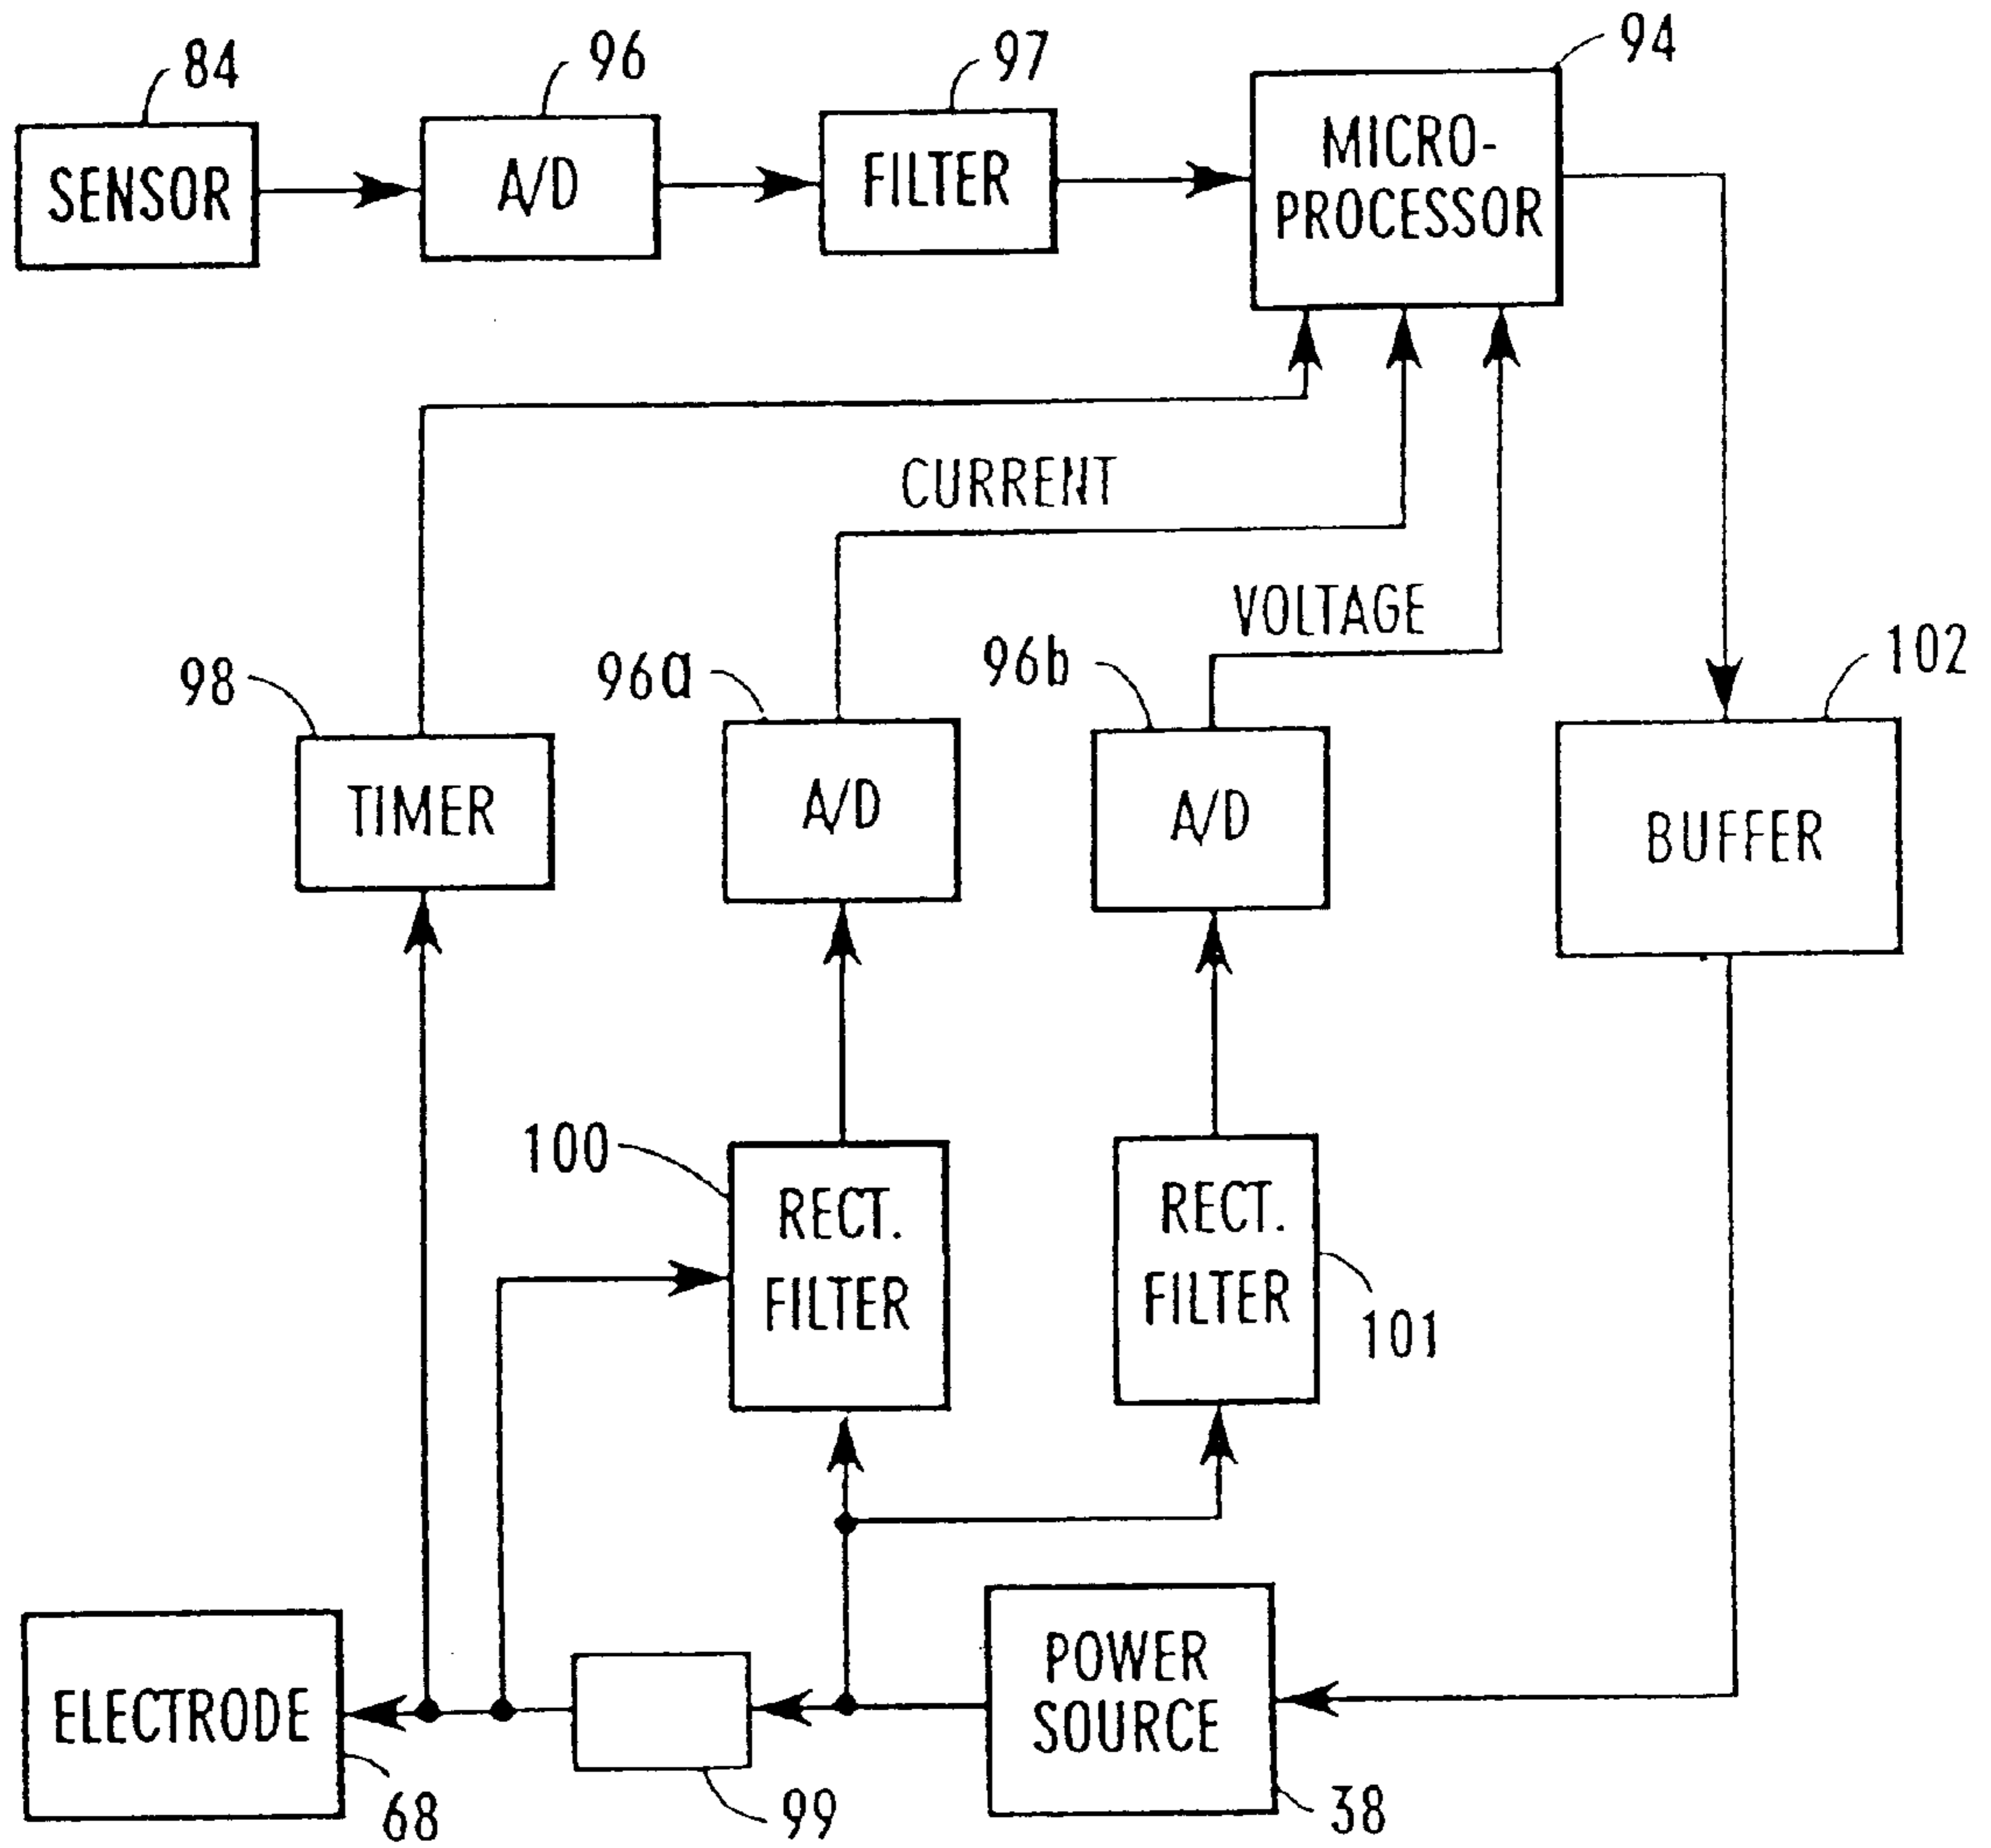 84
96
97
94
SENSOR
A/D
FILTER
MICRO-
PROCESSOR
CURRENT
VOLTAGE
98
96a
96b
102
TIMER
A/D
A/D
BUFFER
100
RECT.
FILTER
RECT.
FILTER
101
ELECTRODE
POWER
SOURCE
68
99
38